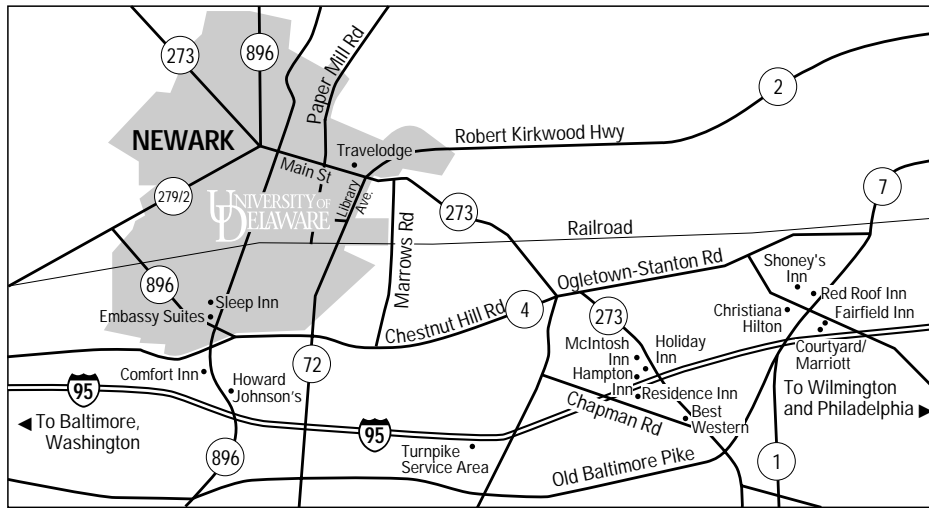 273
896
Paper Mill Rd
2
NEWARK
Robert Kirkwood Hwy
Travelodge
Main St
7
279/2
UNIVERSITY OF
DELAWARE
Library
Ave.
273
Marrows Rd
Railroad
896
Shoney's
Inn
Ogletown-Stanton Rd
Sleep Inn
Embassy Suites
Red Roof Inn
Christiana
Hilton
Fairfield Inn
Chestnut Hill Rd
4
273
McIntosh
Inn
Holiday
Inn
Courtyard/
Marriott
72
Comfort Inn
Howard
Johnson's
Hampton
Inn
Residence Inn
95
To Wilmington
and Philadelphia
Chapman Rd
Best
Western
To Baltimore,
Washington
95
Turnpike
Service Area
896
Old Baltimore Pike
1